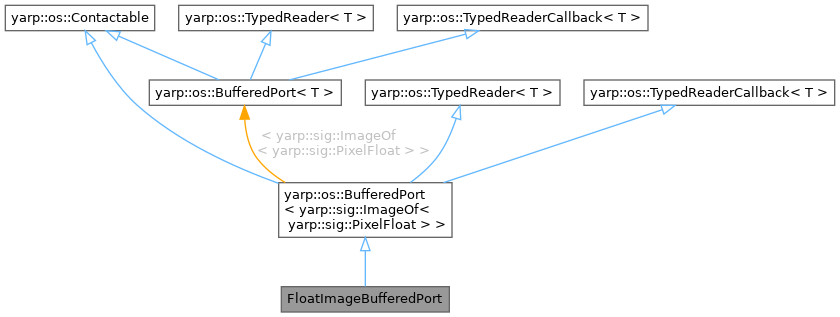 yarp::os::Contactable
yarp::os::TypedReader< T >
yarp::os::TypedReaderCallback< T >
yarp::os::BufferedPort< T >
yarp::os::TypedReader< T >
yarp::os::TypedReaderCallback< T >
< yarp::sig::ImageOf
< yarp::sig::PixelFloat > >
yarp::os::BufferedPort
< yarp::sig::ImageOf<
yarp::sig::PixelFloat > >
FloatImageBufferedPort